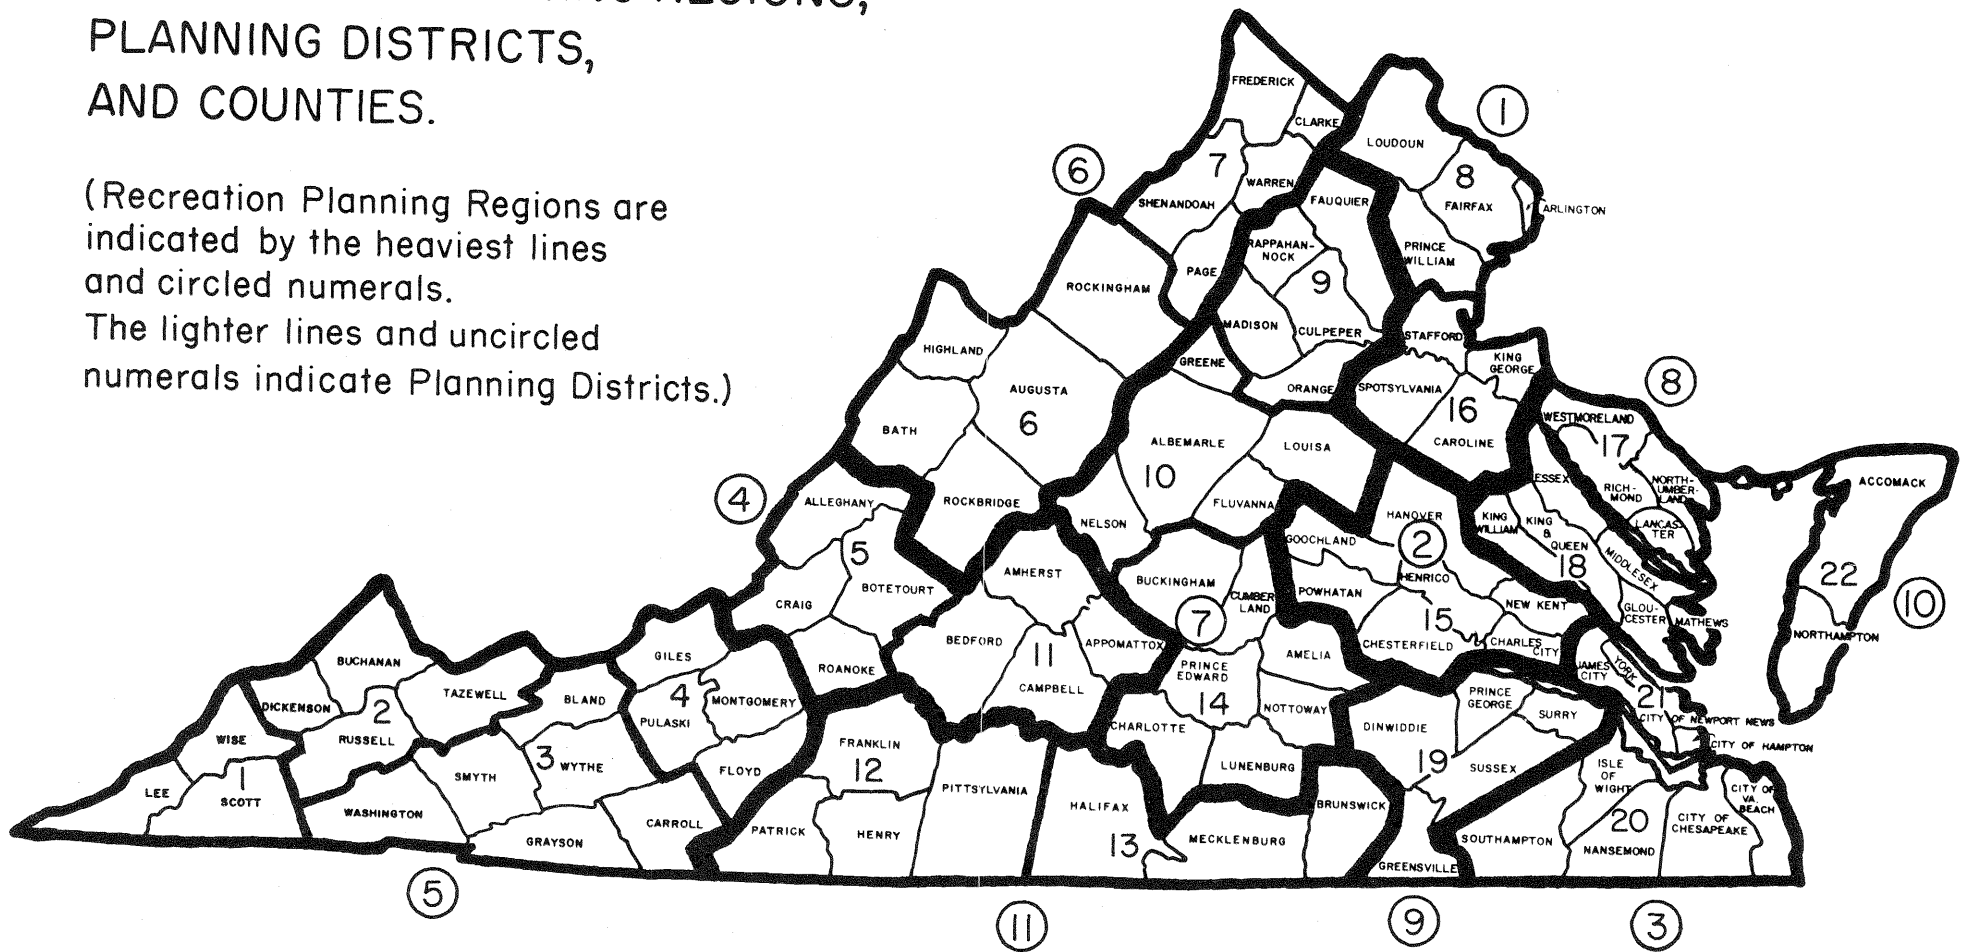 REGIONS,
PLANNING DISTRICTS,
AND COUNTIES.
(Recreation Planning Regions are
indicated by the heaviest lines
and circled numerals.
The lighter lines and uncircled
numerals indicate Planning Districts.)
FREDERICK
CLARKE
1
LOUDOUN
6
7
WARREN
8
SHENANDOAH
FAUQUIER
FAIRFAX
ARLINGTON
RAPPAHAN-
NOCK
PRINCE
WILLIAM
PAGE
ROCKINGHAM
9
MADISON
CULPEPER
STAFFORD
HIGHLAND
GREENE
KING
GEORGE
AUGUSTA
ORANGE
SPOTSYLVANIA
8
6
16
WESTMORELAND
BATH
ALBEMARLE
LOUISA
CAROLINE
17
10
4
ALLEGHANY
ROCKBRIDGE
FLUVANNA
ESSEX
RICH-
MOND
NORTH-
UMBER-
LAND
ACCOMACK
NELSON
HANOVER
KING
WILLIAM
KING
&
QUEEN
LANCAS-
TER
GOOCHLAND
2
5
MIDDLESEX
18
22
AMHERST
BUCKINGHAM
HENRICO
BOTETOURT
CUMBER
LAND
POWHATAN
CRAIG
NEW KENT
GLOU-
CESTER
MATHEWS
10
7
15
BEDFORD
APPOMATTOX
CHESTERFIELD
CHARLES
CITY
NORTHAMPTON
GILES
11
AMELIA
BUCHANAN
ROANOKE
PRINCE
EDWARD
JAMES
CITY
YORK
TAZEWELL
BLAND
4
MONTGOMERY
CAMPBELL
14
NOTTOWAY
PRINCE
GEORGE
21
DICKENSON
2
PULASKI
CHARLOTTE
DINWIDDIE
SURRY
CITY OF NEWPORT NEWS
WISE
RUSSELL
FRANKLIN
CITY OF HAMPTON
3
WYTHE
SMYTH
FLOYD
12
LUNENBURG
19
SUSSEX
ISLE
OF
WIGHT
1
LEE
SCOTT
PITTSYLVANIA
HALIFAX
BRUNSWICK
CITY OF
VA.
BEACH
WASHINGTON
CARROLL
PATRICK
HENRY
20
CITY OF
CHESAPEAKE
GRAYSON
13
MECKLENBURG
SOUTHAMPTON
NANSEMOND
GREENSVILLE
5
11
9
3